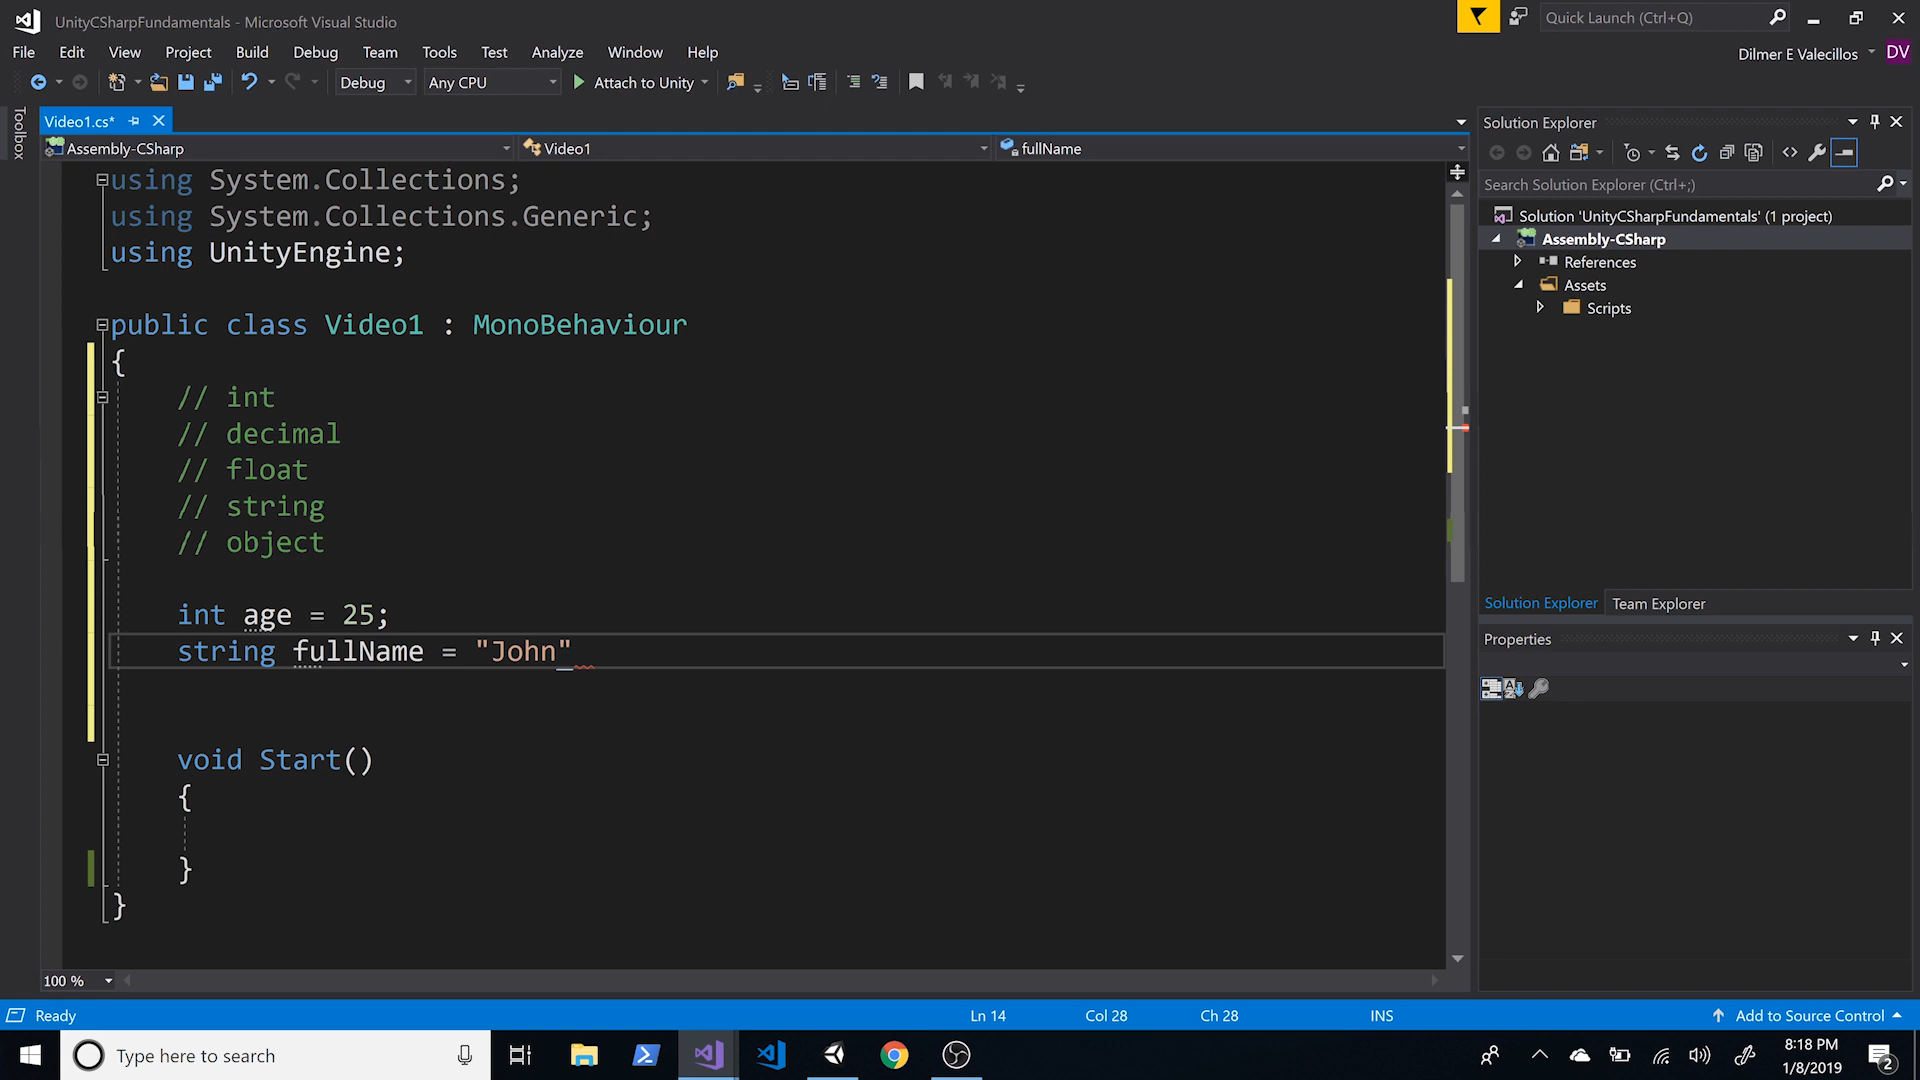 UnityCSharpFundamentals - Microsoft Visual Studio
Quick Launch (Ctrl+Q)
File Edit View Project Build Debug Team Tools Test Analyze Window Help
Dilmer E Valecillos DV
Debug Any CPU Attach to Unity
Toolbox
Video1.cs*
Assembly-CSharp Video1 fullName
using System.Collections;
using System.Collections.Generic;
using UnityEngine;
public class Video1 : MonoBehaviour
{
// int
// decimal
// float
// string
// object
int age = 25;
string fullName = "John"
void Start()
{
}
}
100 %
Solution Explorer
Search Solution Explorer (Ctrl+;)
Solution 'UnityCSharpFundamentals' (1 project)
Assembly-CSharp
References
Assets
Scripts
Solution Explorer Team Explorer
Properties
Ready Ln 14 Col 28 Ch 28 INS Add to Source Control
Type here to search
8:18 PM
1/8/2019
2